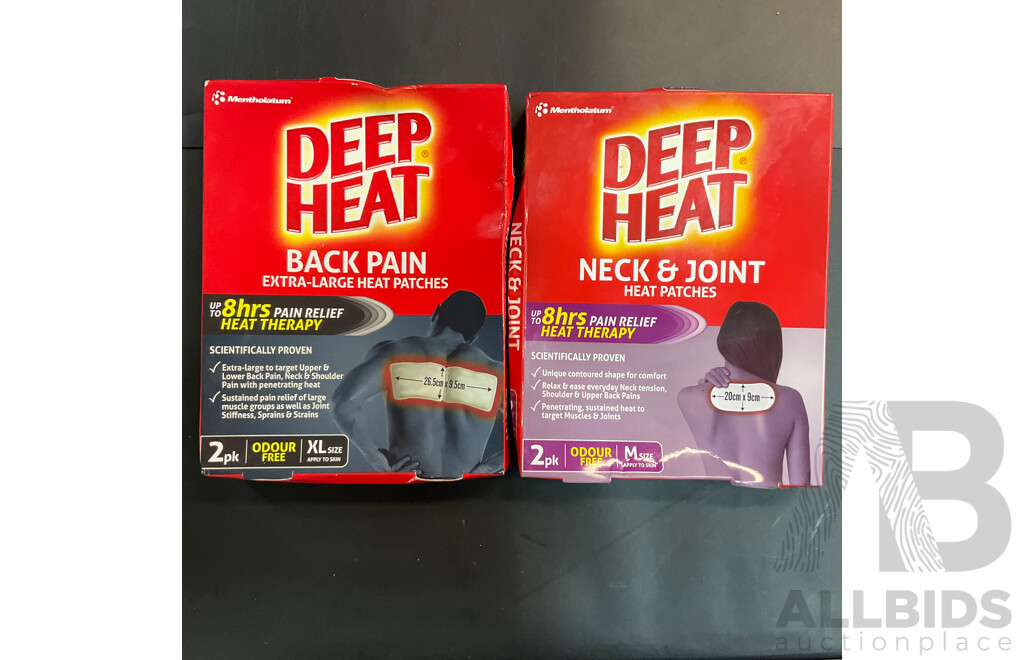 Mentholatum®
DEEP
HEAT®
BACK PAIN
EXTRA-LARGE HEAT PATCHES
UP TO 8hrs PAIN RELIEF
HEAT THERAPY
SCIENTIFICALLY PROVEN
✓ Extra-large to target Upper &
Lower Back Pain, Neck & Shoulder
Pain with penetrating heat
✓ Sustained pain relief of large
muscle groups as well as Joint
Stiffness, Sprains & Strains
26.5cm x 9.5cm
2pk
ODOUR
FREE
XL SIZE
APPLY TO SKIN
NECK & JOINT
Mentholatum®
DEEP
HEAT®
NECK & JOINT
HEAT PATCHES
UP TO 8hrs PAIN RELIEF
HEAT THERAPY
SCIENTIFICALLY PROVEN
✓ Unique contoured shape for comfort
✓ Relax & ease everyday Neck tension,
Shoulder & Upper Back Pains
✓ Penetrating, sustained heat to
target Muscles & Joints
20cm x 9cm
2pk
ODOUR
FREE
M SIZE
APPLY TO SKIN
AB
ALLBIDS
auctionplace